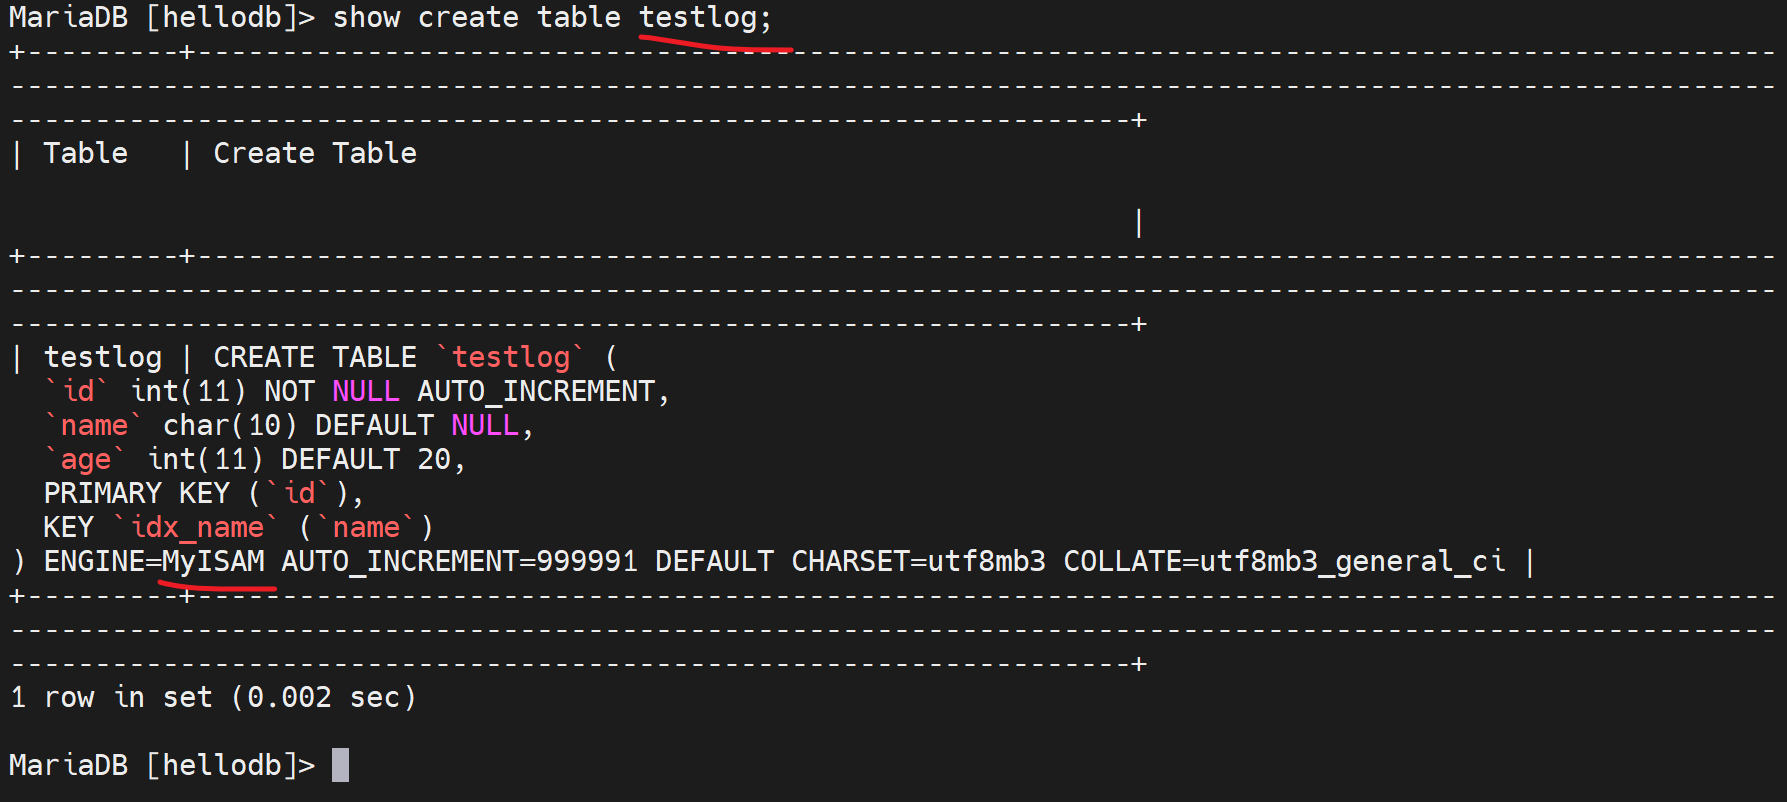 MariaDB [hellodb]> show create table testlog;
+---------+---------------------------------------------------------------------------------------------
--------------------------------------------------------------------------------------------------------
------------------------------------------------------------------+
| Table   | Create Table
|
+---------+---------------------------------------------------------------------------------------------
--------------------------------------------------------------------------------------------------------
------------------------------------------------------------------+
| testlog | CREATE TABLE `testlog` (
  `id` int(11) NOT NULL AUTO_INCREMENT,
  `name` char(10) DEFAULT NULL,
  `age` int(11) DEFAULT 20,
  PRIMARY KEY (`id`),
  KEY `idx_name` (`name`)
) ENGINE=MyISAM AUTO_INCREMENT=999991 DEFAULT CHARSET=utf8mb3 COLLATE=utf8mb3_general_ci |
+---------+---------------------------------------------------------------------------------------------
--------------------------------------------------------------------------------------------------------
------------------------------------------------------------------+
1 row in set (0.002 sec)
MariaDB [hellodb]>